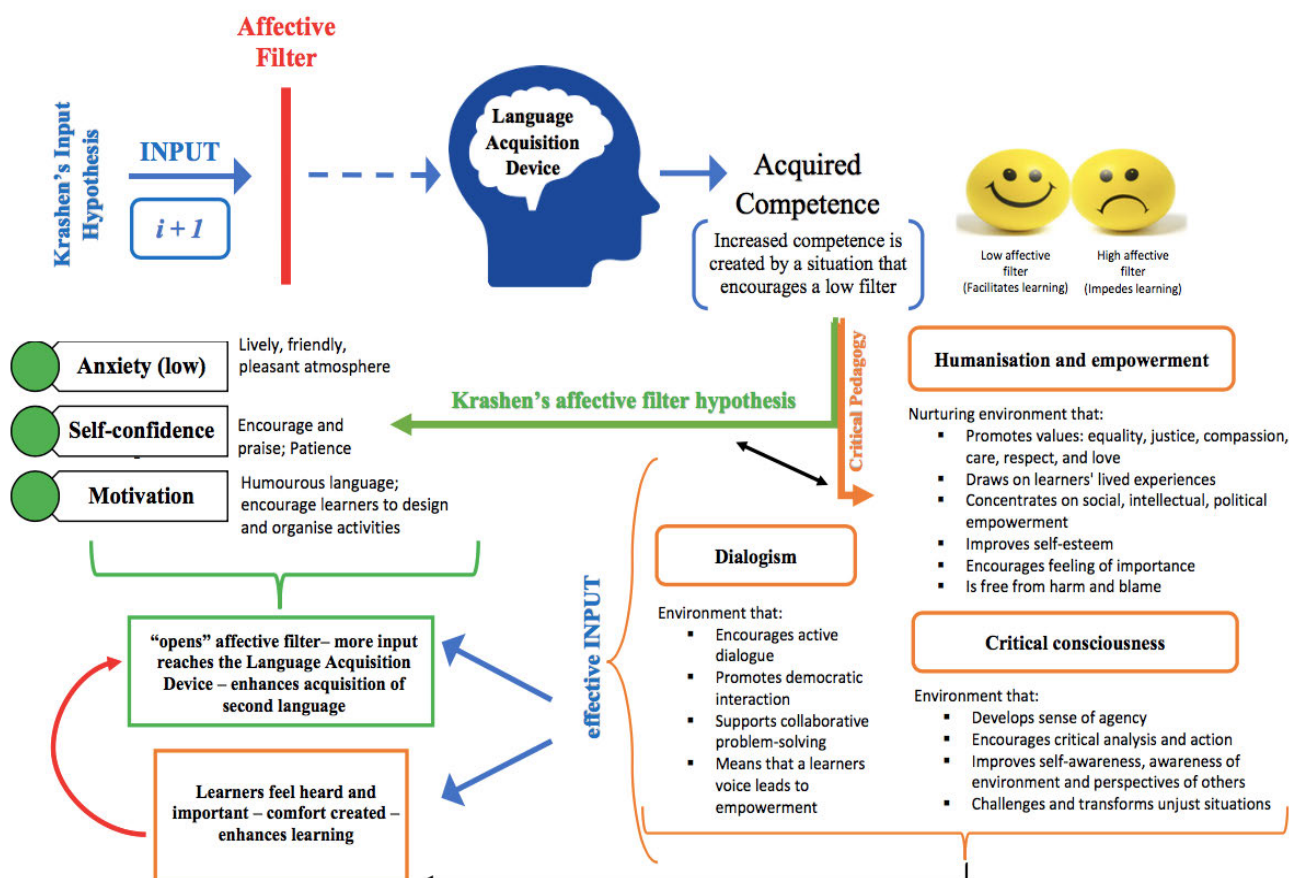 Affective
Filter
Krashen's Input
Hypothesis
INPUT
i + 1
Language
Acquisition
Device
Acquired
Competence
Increased competence is
created by a situation that
encourages a low filter
Low affective
filter
(Facilitates learning)
High affective
filter
(Impedes learning)
Anxiety (low)
Lively, friendly,
pleasant atmosphere
Self-confidence
Encourage and
praise; Patience
Motivation
Humourous language;
encourage learners to design
and organise activities
Krashen's affective filter hypothesis
Critical Pedagogy
Humanisation and empowerment
Nurturing environment that:
▪ Promotes values: equality, justice, compassion,
care, respect, and love
▪ Draws on learners' lived experiences
▪ Concentrates on social, intellectual, political
empowerment
▪ Improves self-esteem
▪ Encourages feeling of importance
▪ Is free from harm and blame
Dialogism
Environment that:
▪ Encourages active
dialogue
▪ Promotes democratic
interaction
▪ Supports collaborative
problem-solving
▪ Means that a learners
voice leads to
empowerment
Critical consciousness
Environment that:
▪ Develops sense of agency
▪ Encourages critical analysis and action
▪ Improves self-awareness, awareness of
environment and perspectives of others
▪ Challenges and transforms unjust situations
effective INPUT
"opens" affective filter– more input
reaches the Language Acquisition
Device – enhances acquisition of
second language
Learners feel heard and
important – comfort created –
enhances learning